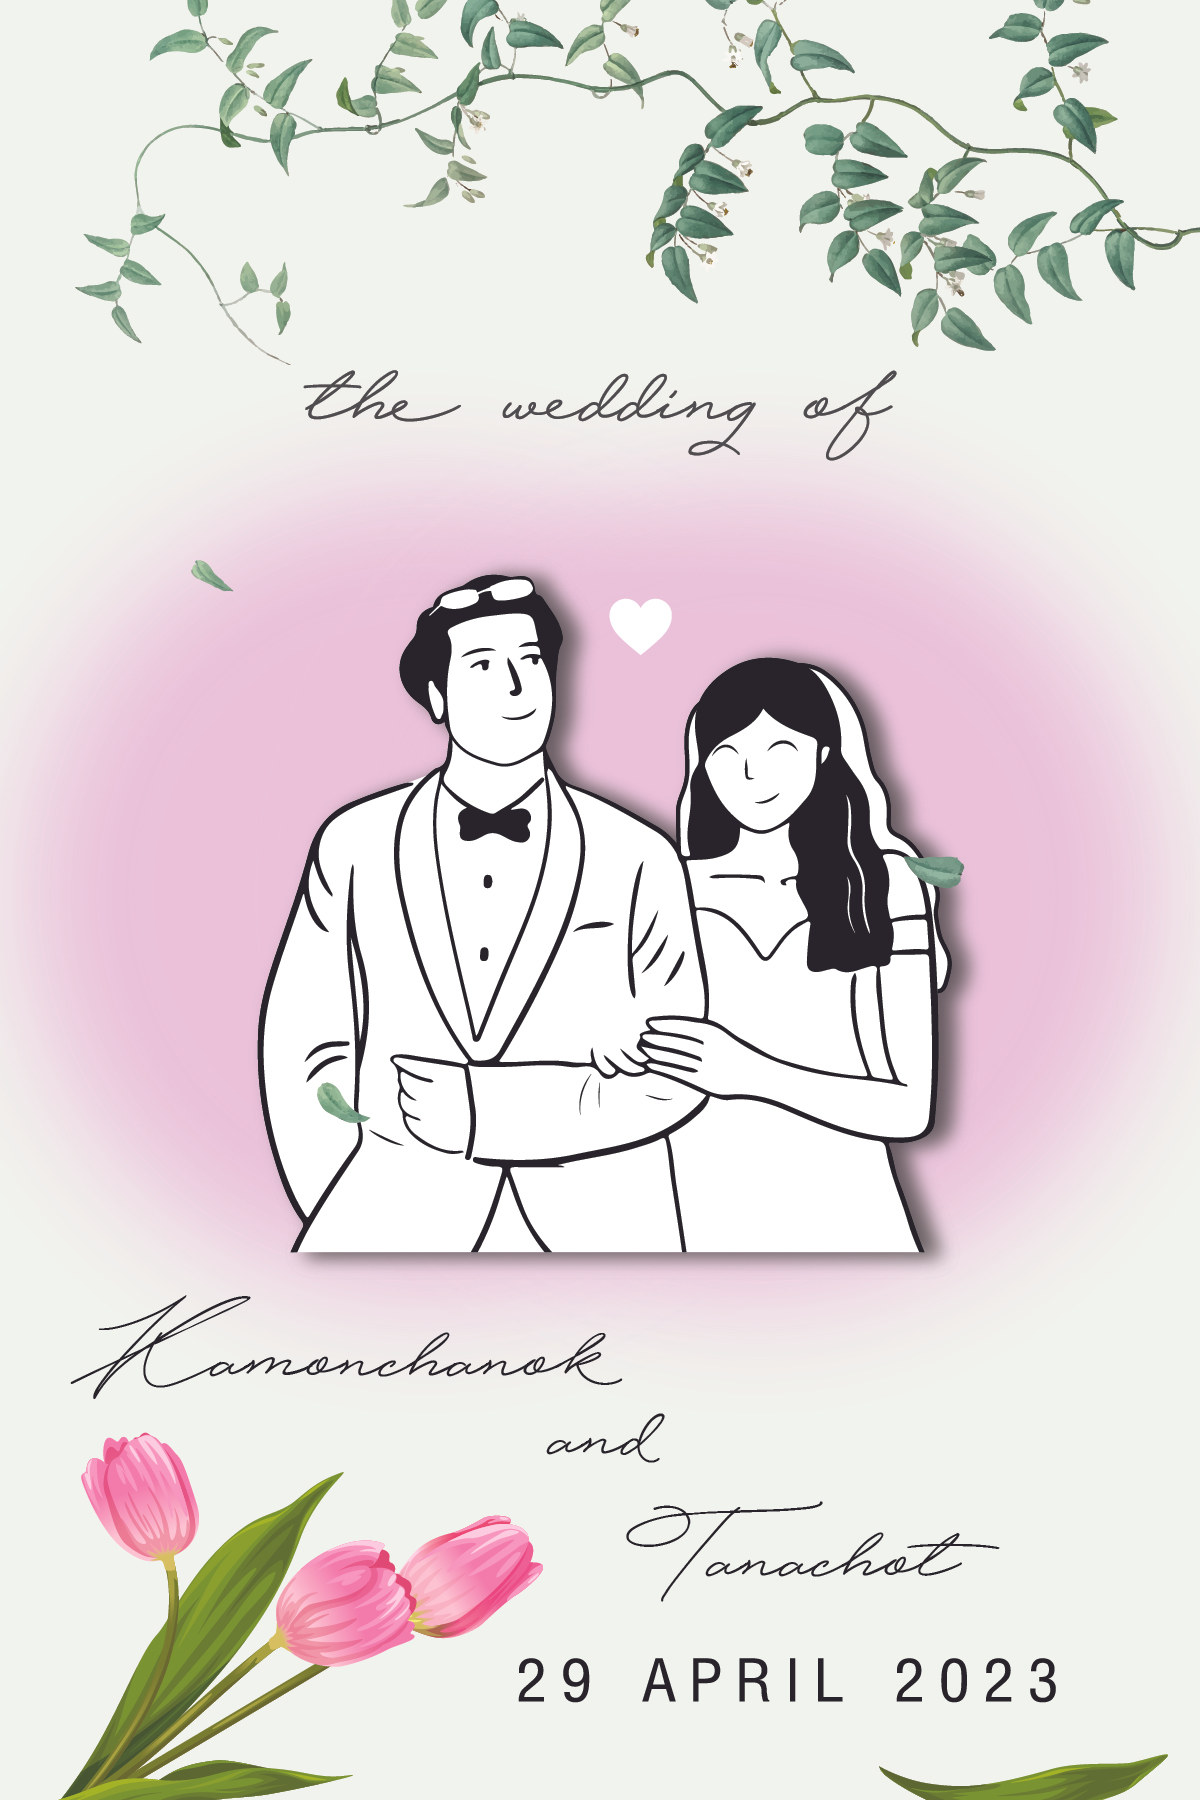 the wedding of
Kamonchanok
and
Tanachot
29 APRIL 2023